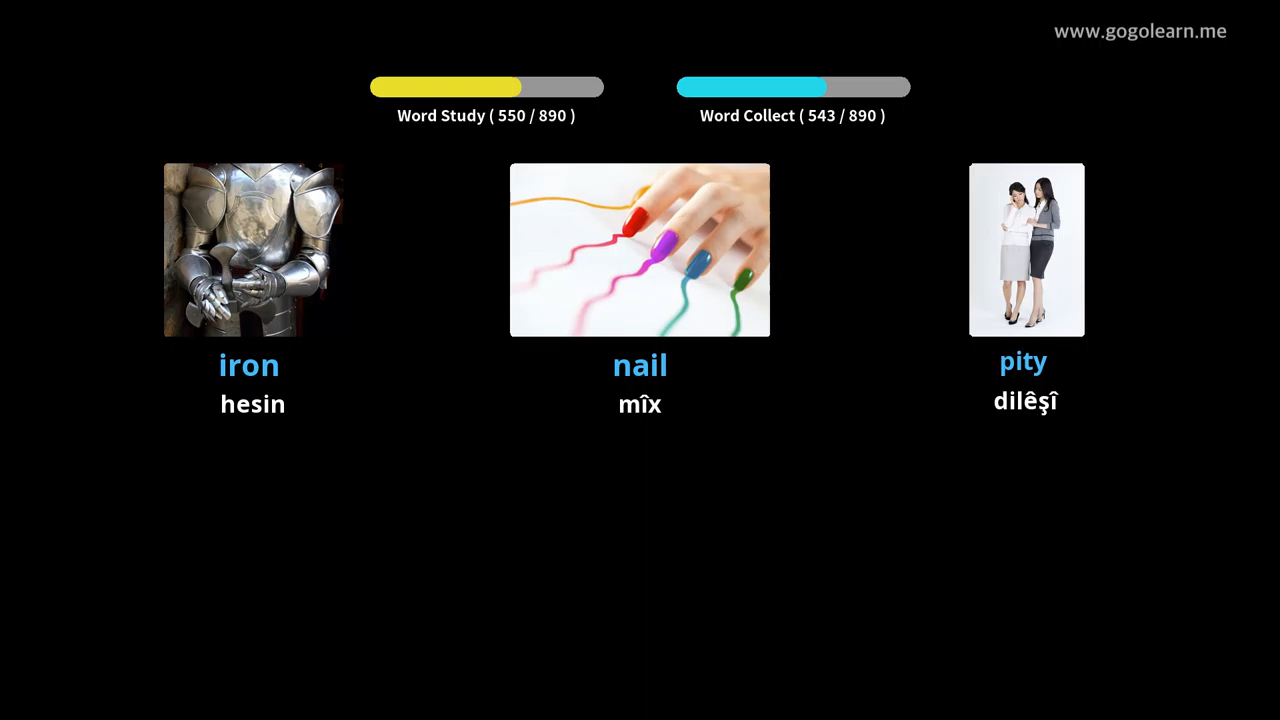 www.gogolearn.me
Word Study ( 550 / 890 )
Word Collect ( 543 / 890 )
iron
hesin
nail
mîx
pity
dilêşî